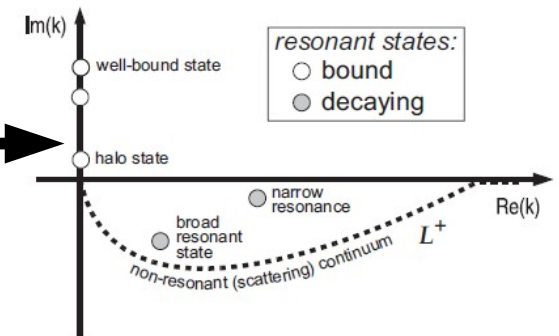 Im(k)
well-bound state
halo state
resonant states:
bound
decaying
narrow
resonance
broad
resonant
state
Re(k)
L+
non-resonant (scattering) continuum